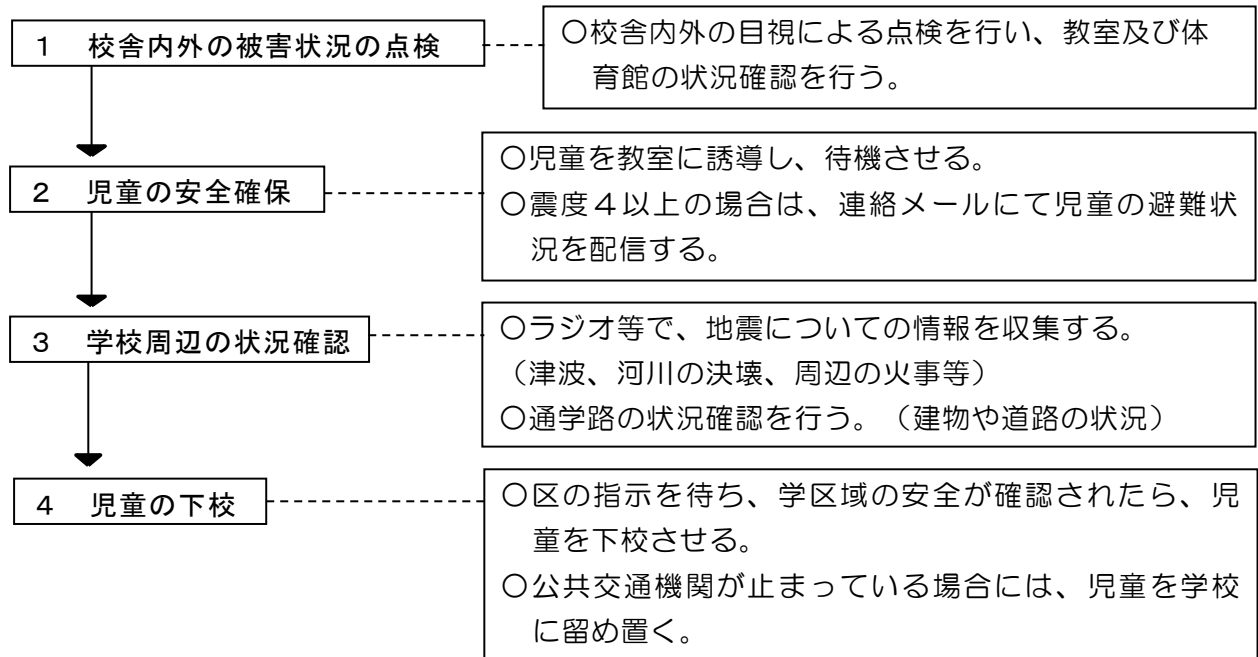 １　校舎内外の被害状況の点検
〇校舎内外の目視による点検を行い、教室及び体
育館の状況確認を行う。
２　児童の安全確保
〇児童を教室に誘導し、待機させる。
〇震度４以上の場合は、連絡メールにて児童の避難状
況を配信する。
３　学校周辺の状況確認
〇ラジオ等で、地震についての情報を収集する。
（津波、河川の決壊、周辺の火事等）
〇通学路の状況確認を行う。（建物や道路の状況）
４　児童の下校
〇区の指示を待ち、学区域の安全が確認されたら、児
童を下校させる。
〇公共交通機関が止まっている場合には、児童を学校
に留め置く。